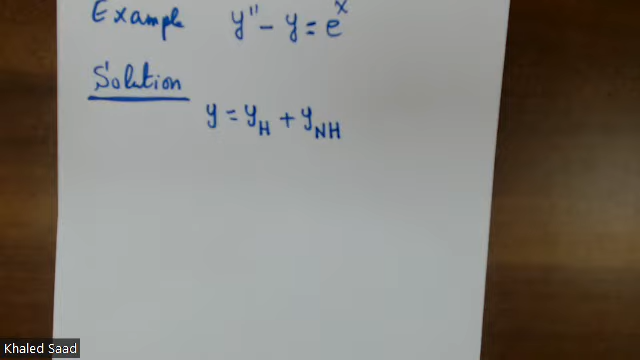 Example y" - y = e^x
Solution
y = y_H + y_NH
Khaled Saad